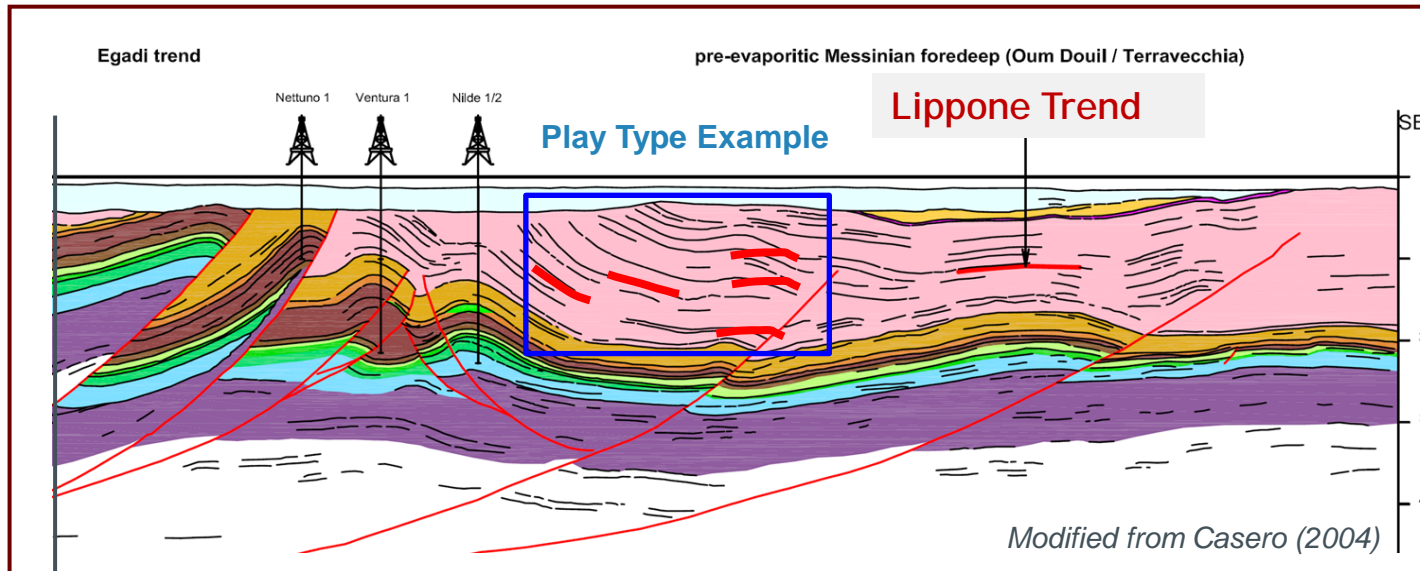 Egadi trend
pre-evaporitic Messinian foredeep (Oum Douil / Terravecchia)
Nettuno 1
Ventura 1
Nilde 1/2
Lippone Trend
Play Type Example
SE
Modified from Casero (2004)